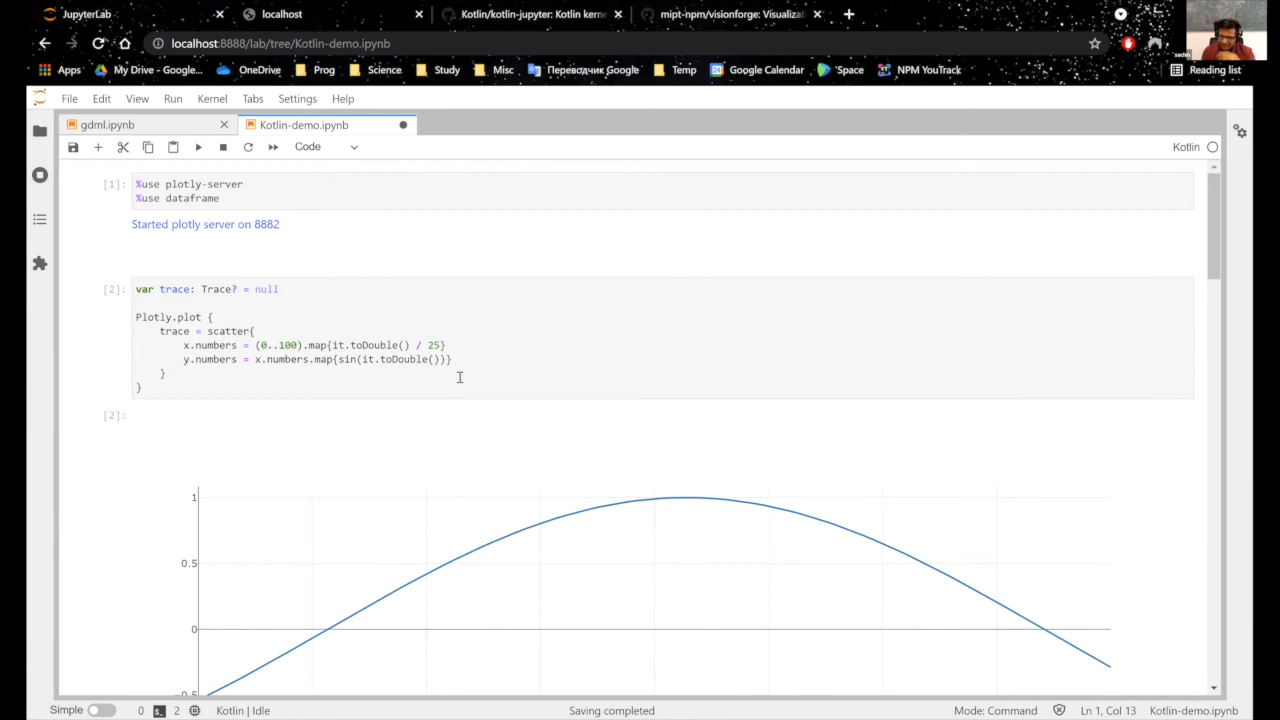 JupyterLab
localhost
Kotlin/kotlin-jupyter: Kotlin kerne
mipt-npm/visionforge: Visualizat
localhost:8888/lab/tree/Kotlin-demo.ipynb
Apps
My Drive - Google...
OneDrive
Prog
Science
Study
Misc
Переводчик Google
Temp
Google Calendar
Space
NPM YouTrack
Reading list
File Edit View Run Kernel Tabs Settings Help
gdml.ipynb
Kotlin-demo.ipynb
Code
Kotlin
[1]:
%use plotly-server
%use dataframe
Started plotly server on 8882
[2]:
var trace: Trace? = null
Plotly.plot {
trace = scatter{
x.numbers = (0..100).map{it.toDouble() / 25}
y.numbers = x.numbers.map{sin(it.toDouble())}
}
}
[2]:
1
0.5
0
−0.5
Simple
0
2
Kotlin | Idle
Saving completed
Mode: Command
Ln 1, Col 13
Kotlin-demo.ipynb